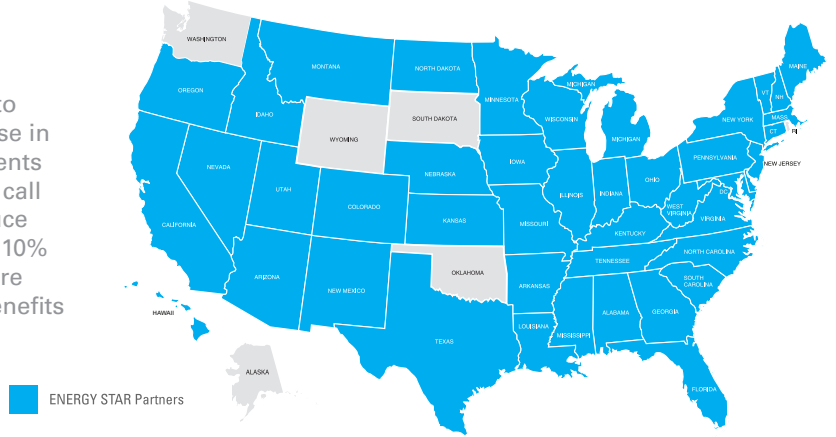 to
se in
ents
call
uce
10%
re
enefits
WASHINGTON
OREGON
IDAHO
MONTANA
NORTH DAKOTA
MINNESOTA
WYOMING
SOUTH DAKOTA
WISCONSIN
MICHIGAN
MICHIGAN
NEW YORK
VT
NH
MAINE
MASS
CT
RI
NEW JERSEY
PENNSYLVANIA
NEVADA
UTAH
COLORADO
NEBRASKA
IOWA
ILLINOIS
INDIANA
OHIO
DC
WEST
VIRGINIA
VIRGINIA
CALIFORNIA
KANSAS
MISSOURI
KENTUCKY
NORTH CAROLINA
TENNESSEE
SOUTH
CAROLINA
ARIZONA
NEW MEXICO
OKLAHOMA
ARKANSAS
TEXAS
LOUISIANA
MISSISSIPPI
ALABAMA
GEORGIA
FLORIDA
HAWAII
ALASKA
ENERGY STAR Partners